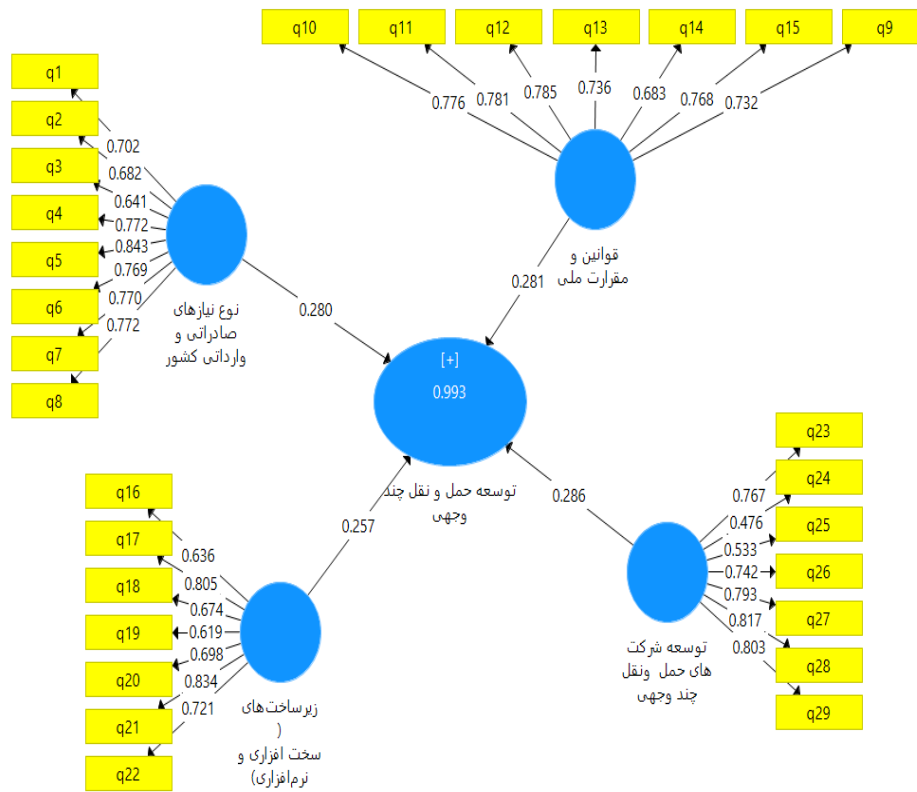 q10
q11
q12
q13
q14
q15
q9
0.776
0.781
0.785
0.736
0.683
0.768
0.732
قوانین و
مقرارت ملی
q1
q2
q3
q4
q5
q6
q7
q8
0.702
0.682
0.641
0.772
0.843
0.769
0.770
0.772
نوع نیازهای
صادراتی و
وارداتی کشور
0.280
0.281
[+]
0.993
توسعه حمل و نقل چند
وجهی
0.257
0.286
q16
q17
q18
q19
q20
q21
q22
0.636
0.805
0.674
0.619
0.698
0.834
0.721
زیرساخت‌های
(
سخت افزاری و
نرم‌افزاری)
q23
q24
q25
q26
q27
q28
q29
0.767
0.476
0.533
0.742
0.793
0.817
0.803
توسعه شرکت
های حمل ونقل
چند وجهی